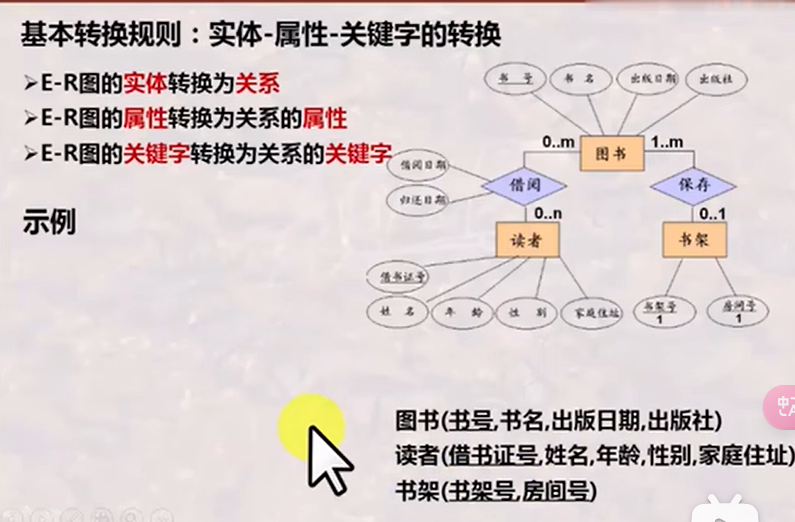 基本转换规则：实体-属性-关键字的转换
➢E-R图的实体转换为关系
➢E-R图的属性转换为关系的属性
➢E-R图的关键字转换为关系的关键字
示例
书 号
书 名
出版日期
出版社
0..m
图书
1..m
借阅日期
借阅
保存
归还日期
0..n
0..1
读者
书架
借书证号
姓 名
年 龄
性 别
家庭住址
书架号
1
房间号
1
图书(书号,书名,出版日期,出版社)
读者(借书证号,姓名,年龄,性别,家庭住址)
书架(书架号,房间号)